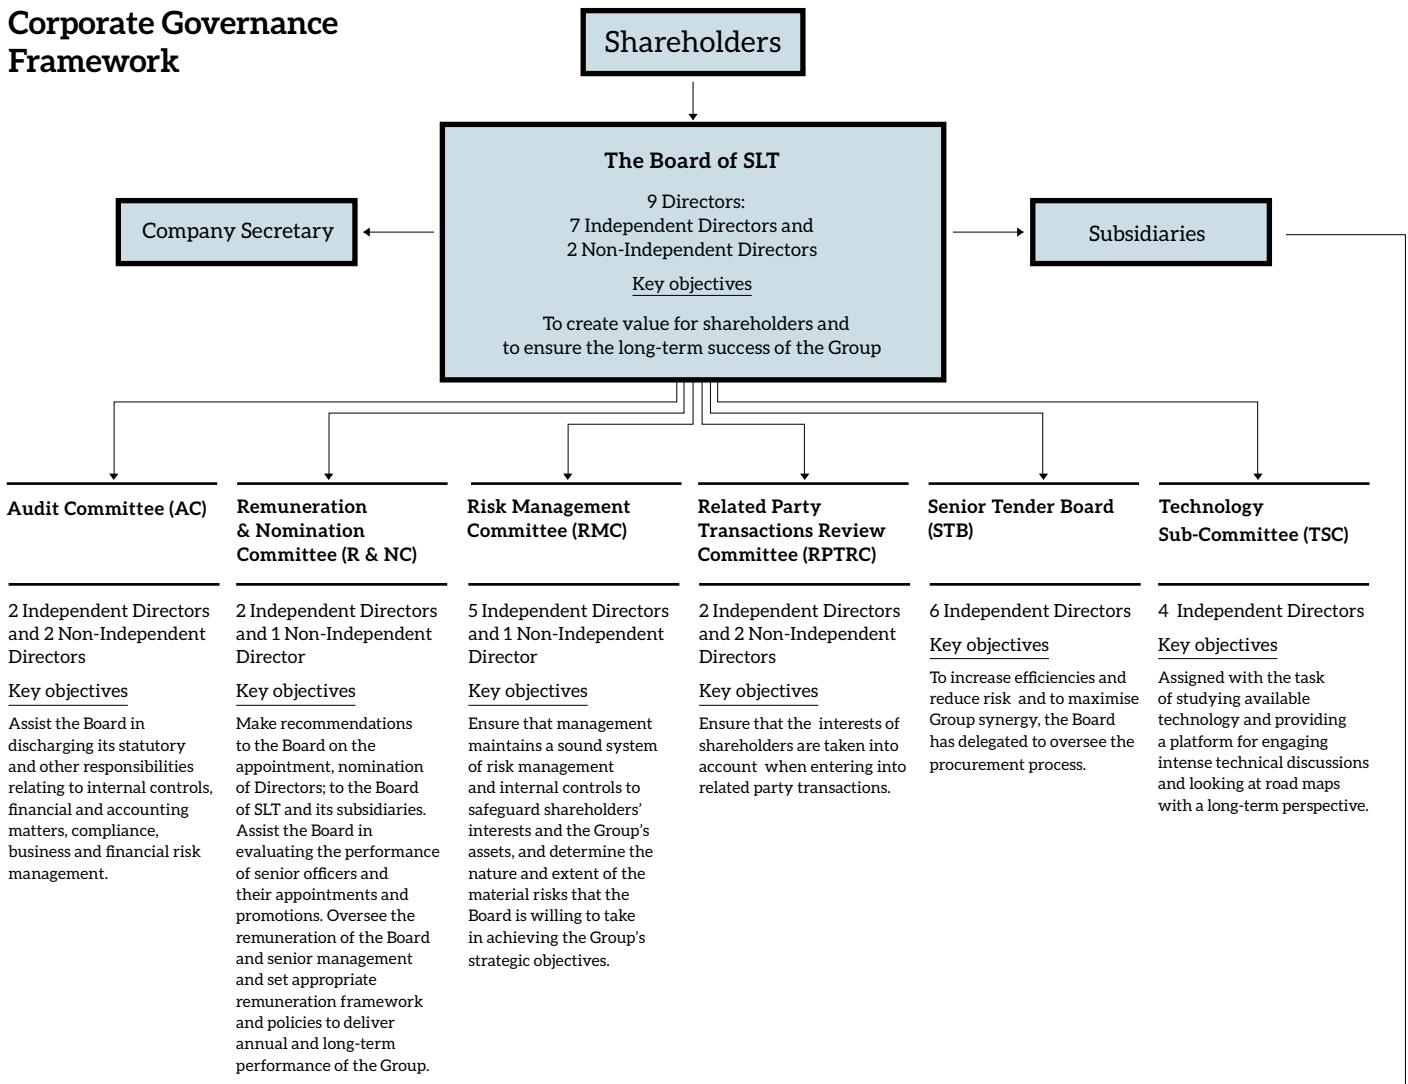 Corporate Governance
Framework
Shareholders
The Board of SLT
9 Directors:
7 Independent Directors and
2 Non-Independent Directors
Key objectives
To create value for shareholders and
to ensure the long-term success of the Group
Company Secretary
Subsidiaries
Audit Committee (AC)
2 Independent Directors
and 2 Non-Independent
Directors
Key objectives
Assist the Board in
discharging its statutory
and other responsibilities
relating to internal controls,
financial and accounting
matters, compliance,
business and financial risk
management.
Remuneration
& Nomination
Committee (R & NC)
2 Independent Directors
and 1 Non-Independent
Director
Key objectives
Make recommendations
to the Board on the
appointment, nomination
of Directors; to the Board
of SLT and its subsidiaries.
Assist the Board in
evaluating the performance
of senior officers and
their appointments and
promotions. Oversee the
remuneration of the Board
and senior management
and set appropriate
remuneration framework
and policies to deliver
annual and long-term
performance of the Group.
Risk Management
Committee (RMC)
5 Independent Directors
and 1 Non-Independent
Director
Key objectives
Ensure that management
maintains a sound system
of risk management
and internal controls to
safeguard shareholders’
interests and the Group’s
assets, and determine the
nature and extent of the
material risks that the
Board is willing to take
in achieving the Group’s
strategic objectives.
Related Party
Transactions Review
Committee (RPTRC)
2 Independent Directors
and 2 Non-Independent
Directors
Key objectives
Ensure that the interests of
shareholders are taken into
account when entering into
related party transactions.
Senior Tender Board
(STB)
6 Independent Directors
Key objectives
To increase efficiencies and
reduce risk and to maximise
Group synergy, the Board
has delegated to oversee the
procurement process.
Technology
Sub-Committee (TSC)
4 Independent Directors
Key objectives
Assigned with the task
of studying available
technology and providing
a platform for engaging
intense technical discussions
and looking at road maps
with a long-term perspective.